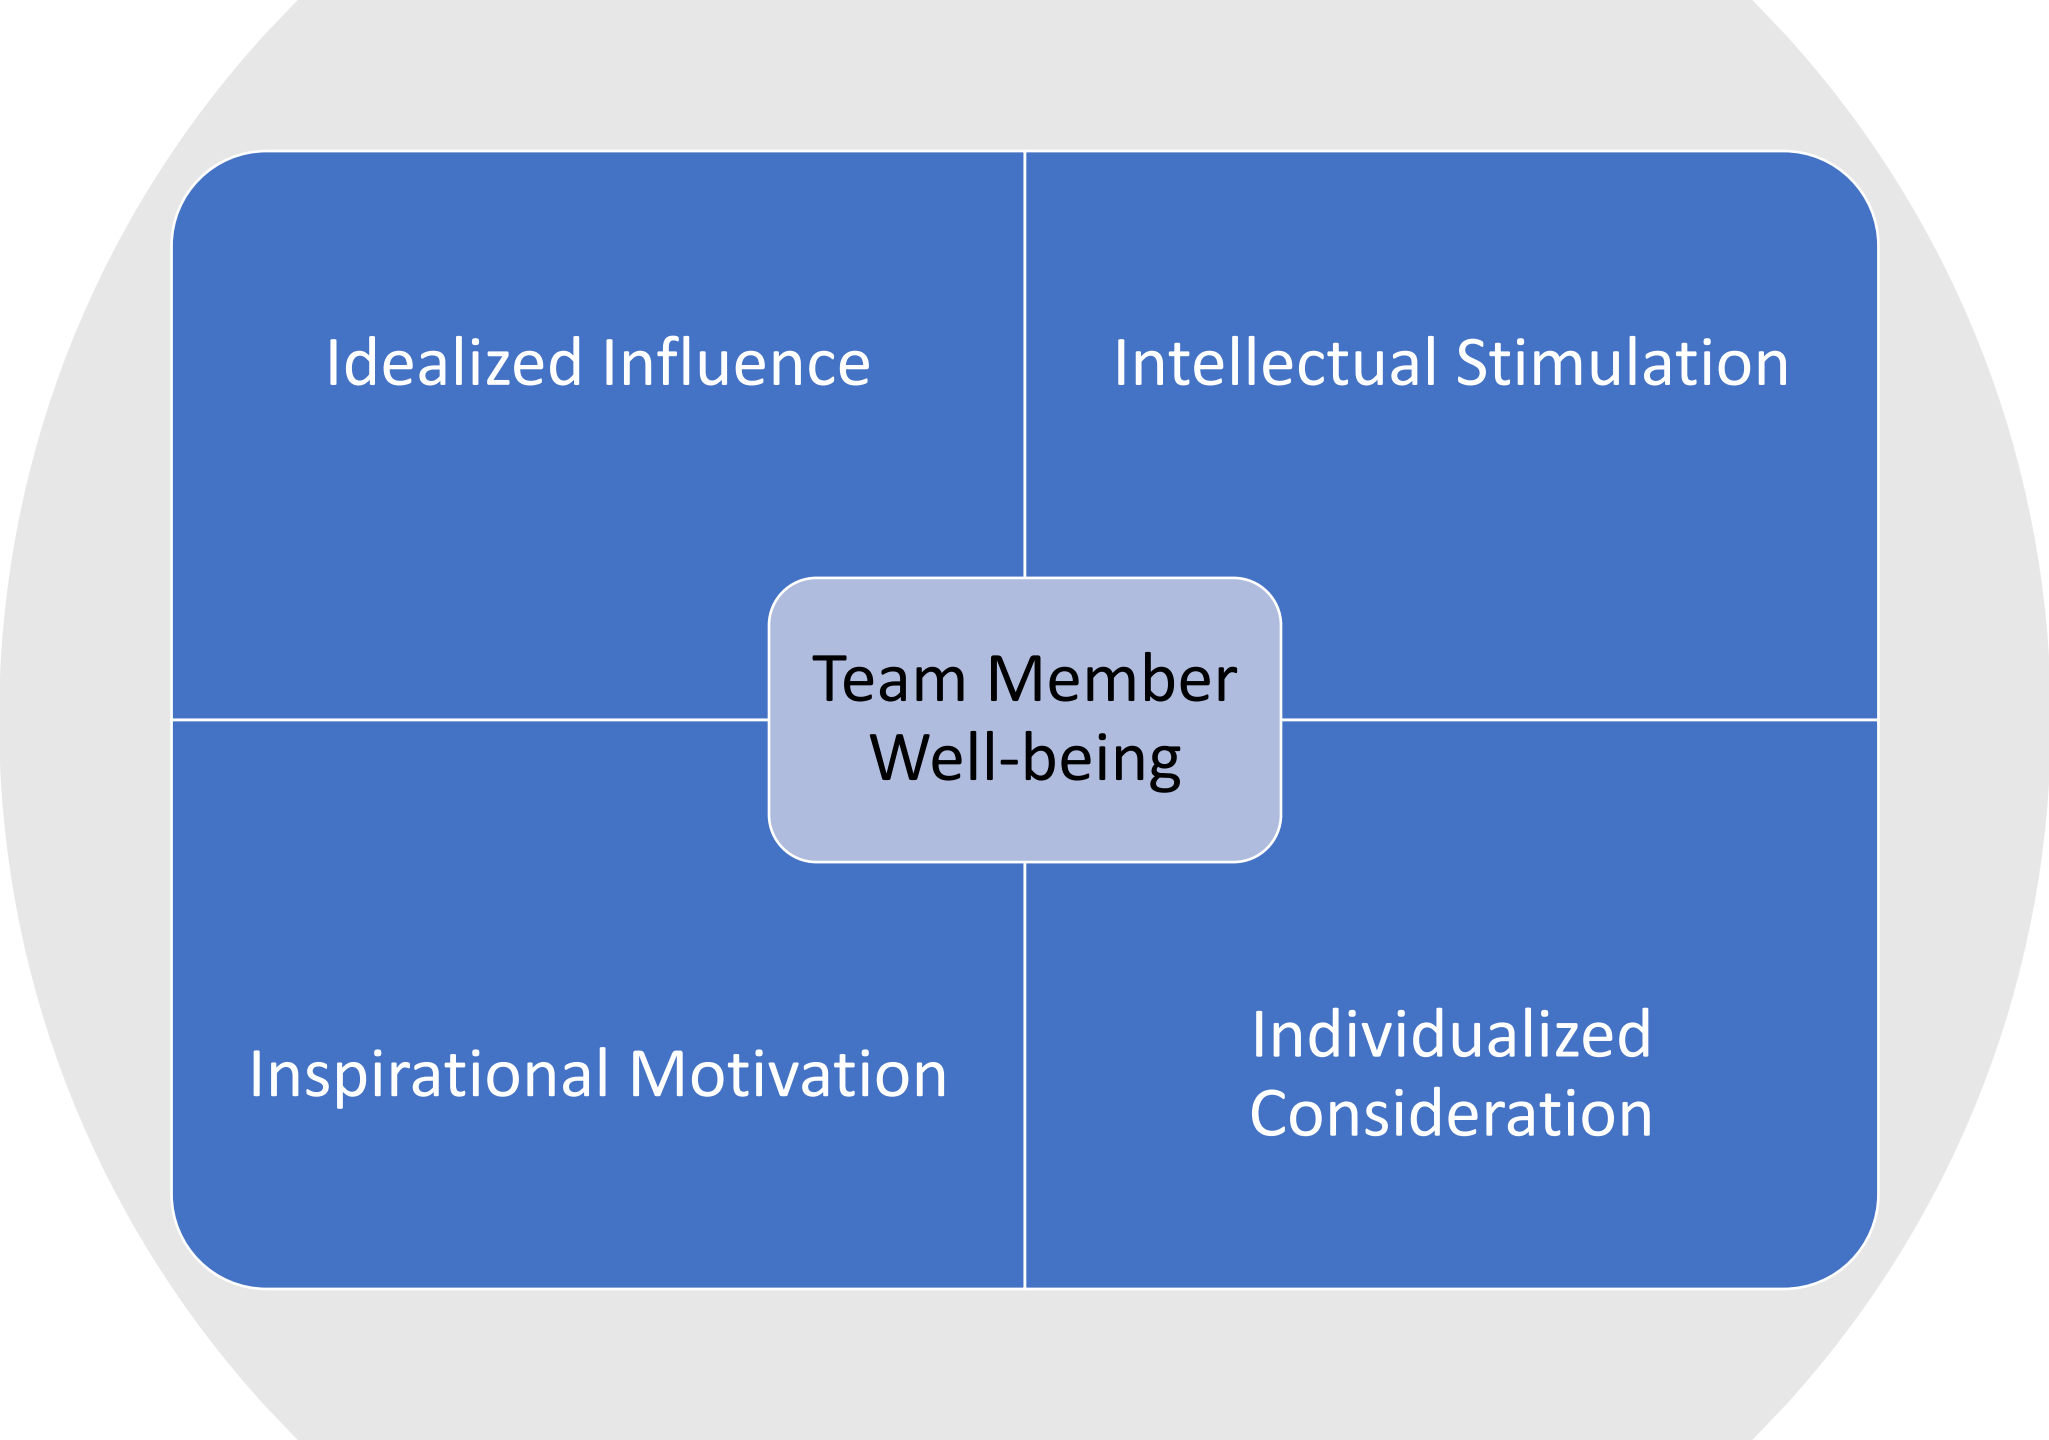 Idealized Influence
Intellectual Stimulation
Team Member
Well-being
Inspirational Motivation
Individualized
Consideration